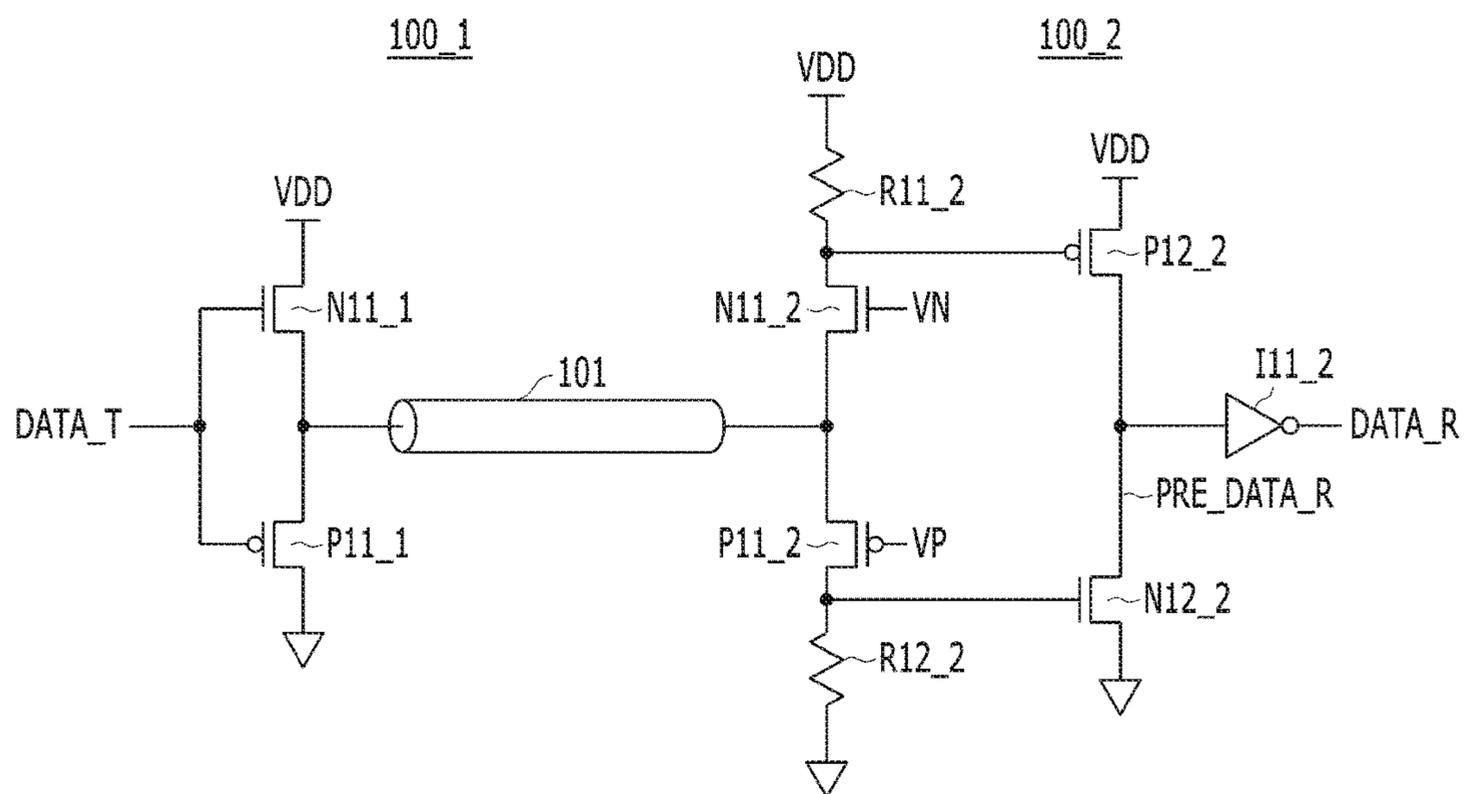 100_1
100_2
VDD
VDD
VDD
R11_2
P12_2
N11_1
N11_2
VN
101
I11_2
DATA_T
DATA_R
PRE_DATA_R
P11_1
P11_2
VP
N12_2
R12_2